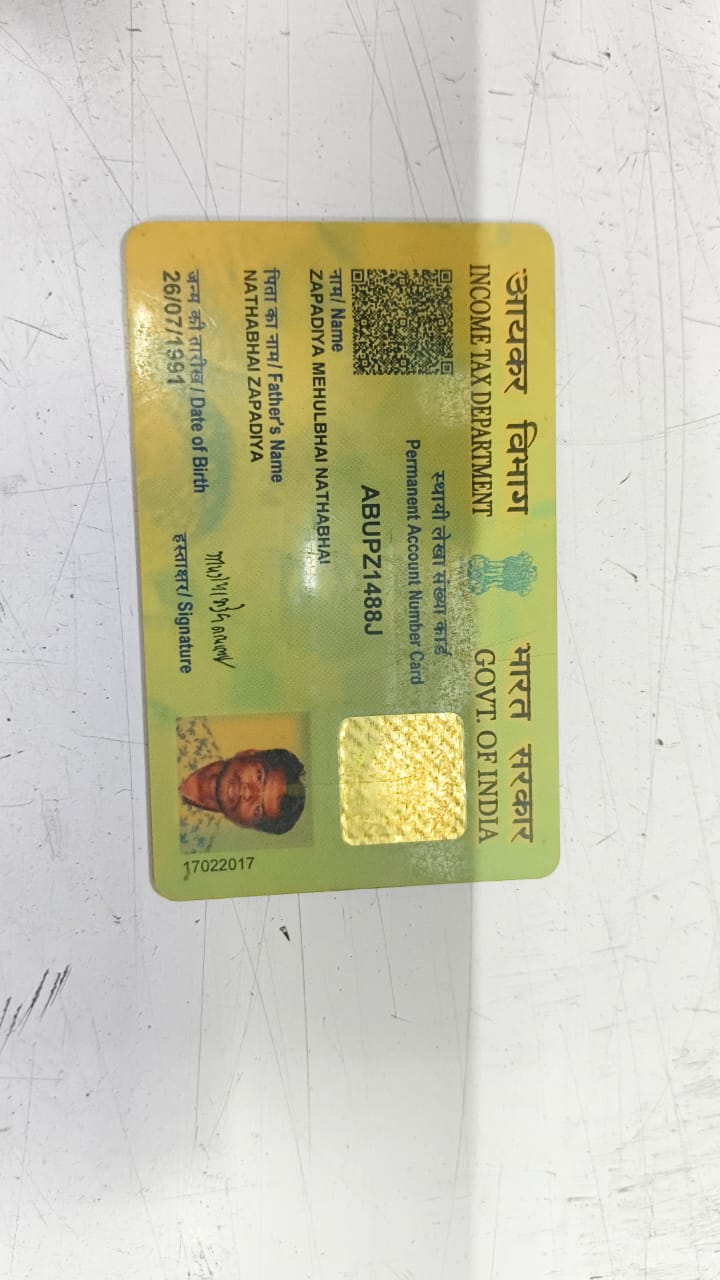 आयकर विभाग
INCOME TAX DEPARTMENT
भारत सरकार
GOVT. OF INDIA
स्थायी लेखा संख्या कार्ड
Permanent Account Number Card
ABUPZ1488J
नाम/ Name
ZAPADIYA MEHULBHAI NATHABHAI
पिता का नाम/ Father's Name
NATHABHAI ZAPADIYA
जन्म की तारीख/ Date of Birth
26/07/1991
हस्ताक्षर/ Signature
17022017